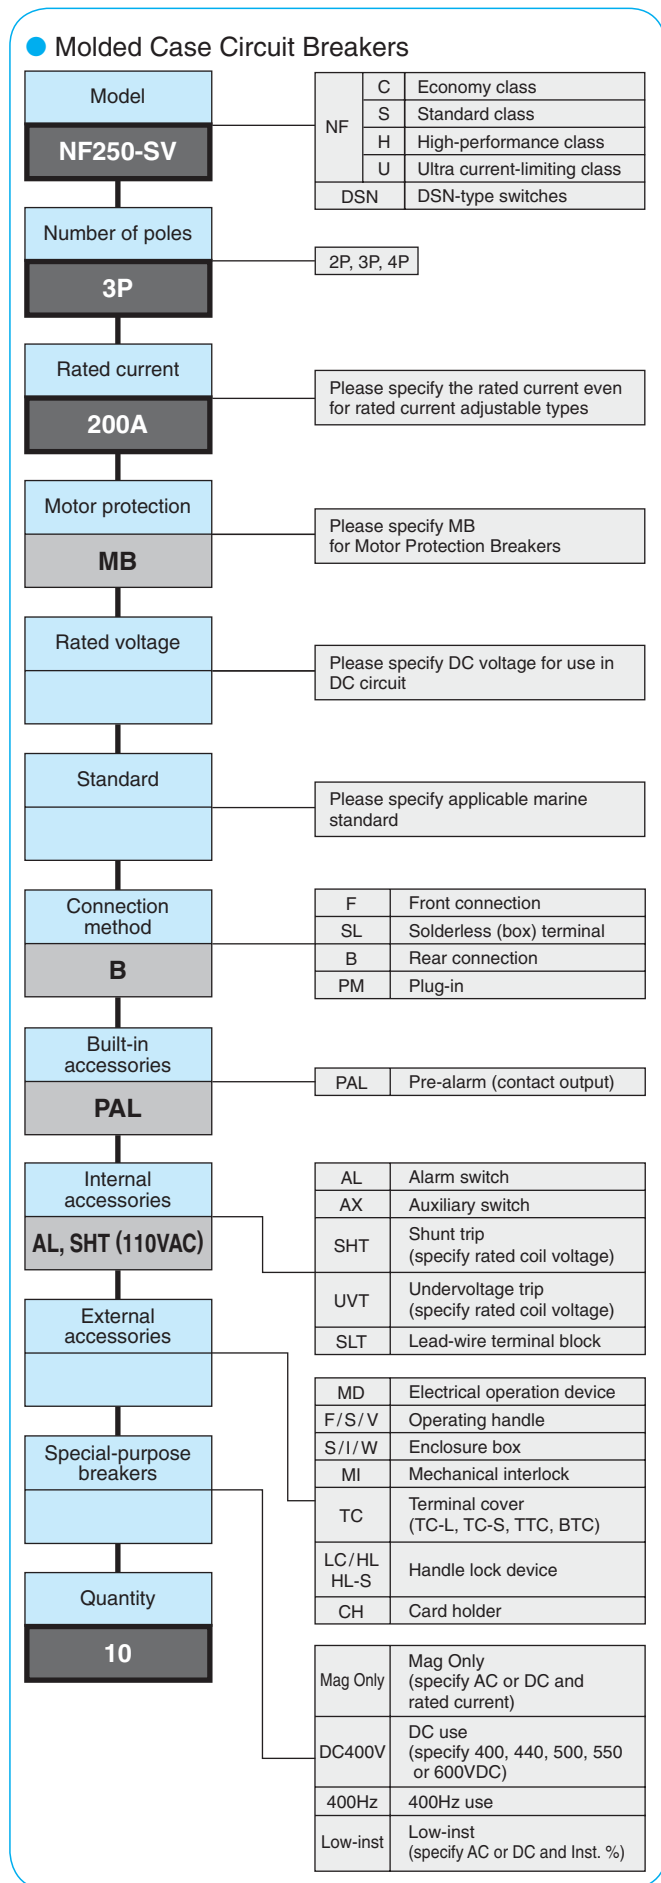 Molded Case Circuit Breakers
Model
NF250-SV
NF
C Economy class
S Standard class
H High-performance class
U Ultra current-limiting class
DSN DSN-type switches
Number of poles
3P
2P, 3P, 4P
Rated current
200A
Please specify the rated current even
for rated current adjustable types
Motor protection
MB
Please specify MB
for Motor Protection Breakers
Rated voltage
Please specify DC voltage for use in
DC circuit
Standard
Please specify applicable marine
standard
Connection
method
B
F Front connection
SL Solderless (box) terminal
B Rear connection
PM Plug-in
Built-in
accessories
PAL
PAL Pre-alarm (contact output)
Internal
accessories
AL, SHT (110VAC)
AL Alarm switch
AX Auxiliary switch
SHT Shunt trip
(specify rated coil voltage)
UVT Undervoltage trip
(specify rated coil voltage)
SLT Lead-wire terminal block
External
accessories
MD Electrical operation device
F/S/V Operating handle
S/I/W Enclosure box
MI Mechanical interlock
TC Terminal cover
(TC-L, TC-S, TTC, BTC)
LC/HL
HL-S
Handle lock device
CH Card holder
Special-purpose
breakers
Mag Only Mag Only
(specify AC or DC and
rated current)
DC400V DC use
(specify 400, 440, 500, 550
or 600VDC)
400Hz 400Hz use
Low-inst Low-inst
(specify AC or DC and Inst. %)
Quantity
10